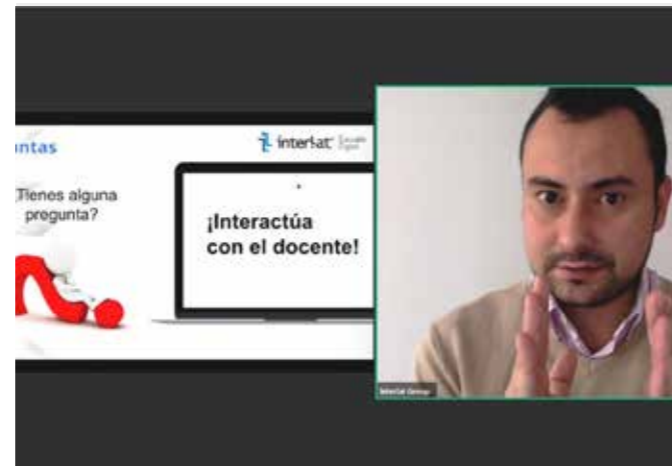 ntas
interlat
Tienes alguna
pregunta?
¡Interactúa
con el docente!